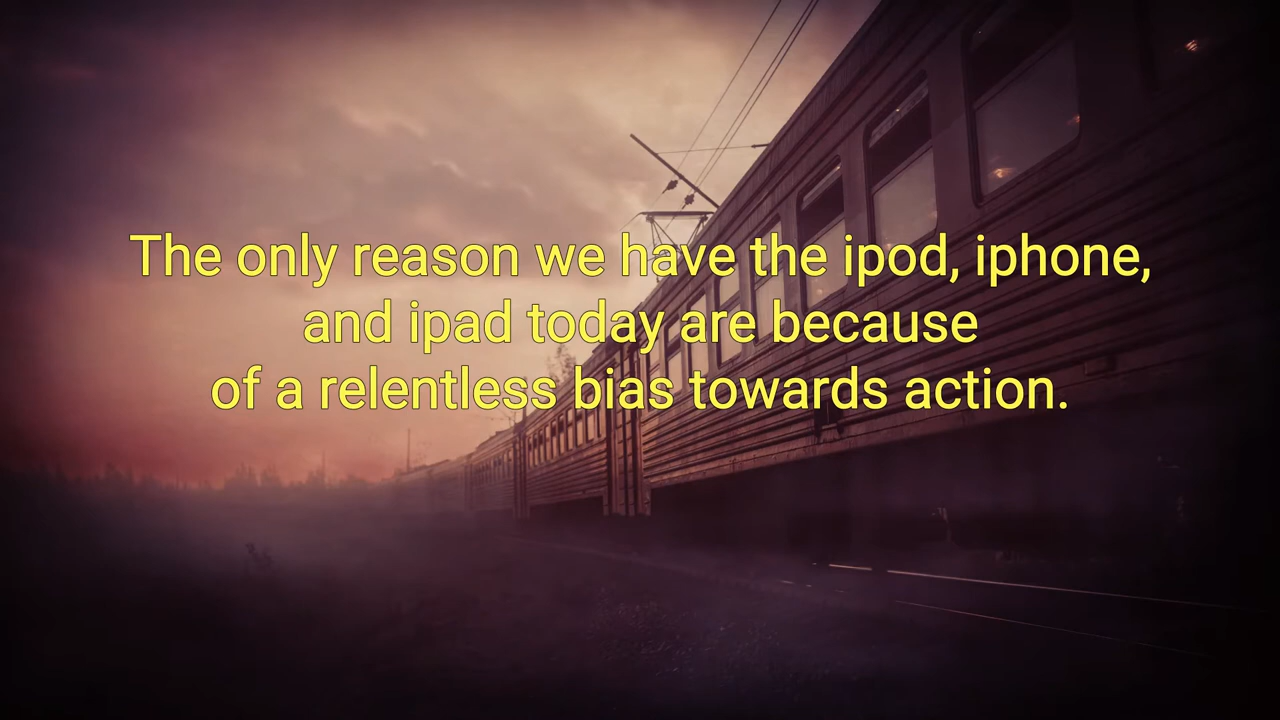 The only reason we have the ipod, iphone,
and ipad today are because
of a relentless bias towards action.